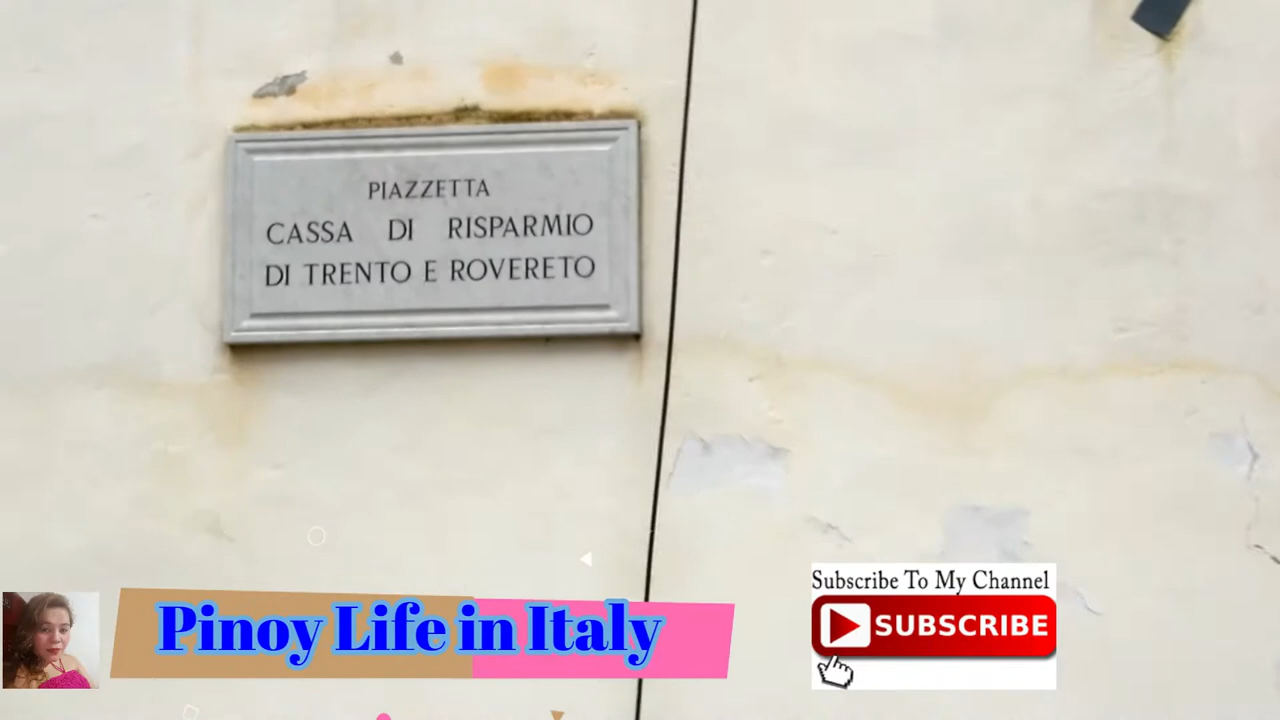 PIAZZETTA
CASSA DI RISPARMIO
DI TRENTO E ROVERETO
Pinoy Life in Italy
Subscribe To My Channel
SUBSCRIBE